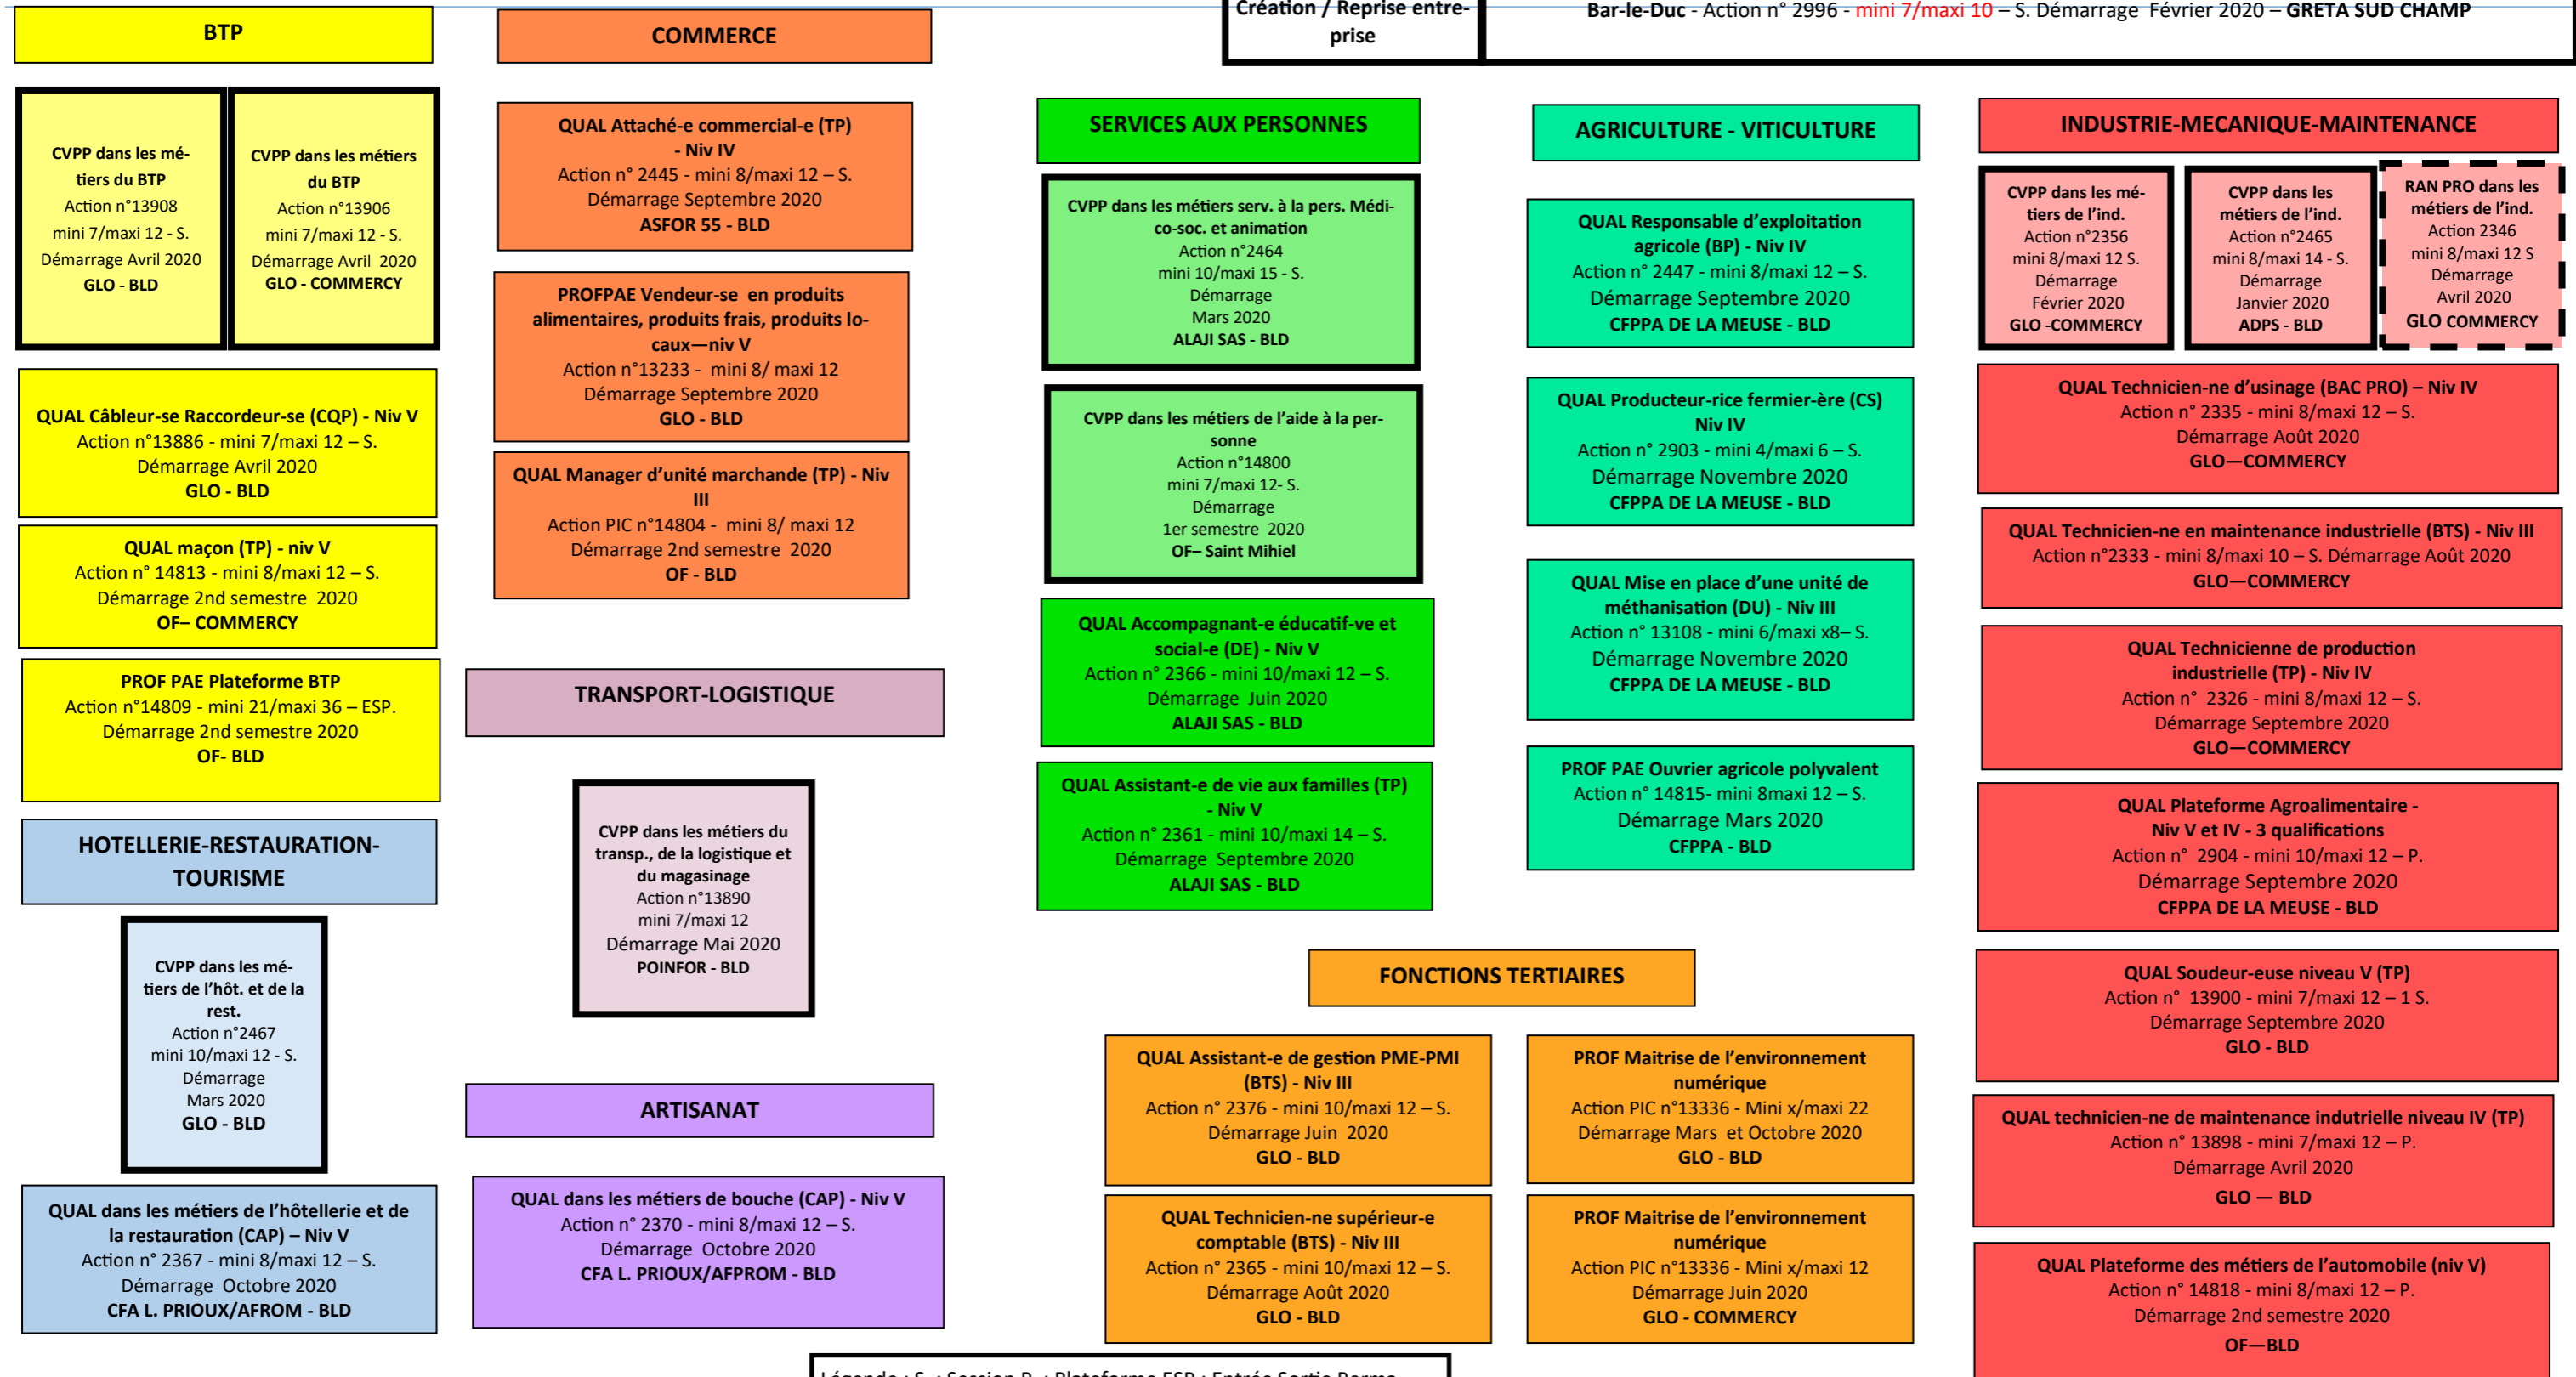 Création / Reprise entre-
prise
Bar-le-Duc - Action n° 2996 - mini 7/maxi 10 – S. Démarrage  Février 2020 – GRETA SUD CHAMP
BTP
CVPP dans les mé-
tiers du BTP
Action n°13908
mini 7/maxi 12 - S.
Démarrage Avril 2020
GLO - BLD
CVPP dans les métiers
du BTP
Action n°13906
mini 7/maxi 12 - S.
Démarrage Avril  2020
GLO - COMMERCY
QUAL Câbleur-se Raccordeur-se (CQP) - Niv V
Action n°13886 - mini 7/maxi 12 – S.
Démarrage Avril 2020
GLO - BLD
QUAL maçon (TP) - niv V
Action n° 14813 - mini 8/maxi 12 – S.
Démarrage 2nd semestre  2020
OF– COMMERCY
PROF PAE Plateforme BTP
Action n°14809 - mini 21/maxi 36 – ESP.
Démarrage 2nd semestre 2020
OF- BLD
HOTELLERIE-RESTAURATION-
TOURISME
CVPP dans les mé-
tiers de l’hôt. et de la
rest.
Action n°2467
mini 10/maxi 12 - S.
Démarrage
Mars 2020
GLO - BLD
QUAL dans les métiers de l’hôtellerie et de
la restauration (CAP) – Niv V
Action n° 2367 - mini 8/maxi 12 – S.
Démarrage  Octobre 2020
CFA L. PRIOUX/AFROM - BLD
COMMERCE
QUAL Attaché-e commercial-e (TP)
- Niv IV
Action n° 2445 - mini 8/maxi 12 – S.
Démarrage Septembre 2020
ASFOR 55 - BLD
PROFPAE Vendeur-se  en produits
alimentaires, produits frais, produits lo-
caux—niv V
Action n°13233 -  mini 8/ maxi 12
Démarrage Septembre 2020
GLO - BLD
QUAL Manager d’unité marchande (TP) - Niv
III
Action PIC n°14804 -  mini 8/ maxi 12
Démarrage 2nd semestre  2020
OF - BLD
TRANSPORT-LOGISTIQUE
CVPP dans les métiers du
transp., de la logistique et
du magasinage
Action n°13890
mini 7/maxi 12
Démarrage Mai 2020
POINFOR - BLD
ARTISANAT
QUAL dans les métiers de bouche (CAP) - Niv V
Action n° 2370 - mini 8/maxi 12 – S.
Démarrage  Octobre 2020
CFA L. PRIOUX/AFPROM - BLD
SERVICES AUX PERSONNES
CVPP dans les métiers serv. à la pers. Médi-
co-soc. et animation
Action n°2464
mini 10/maxi 15 - S.
Démarrage
Mars 2020
ALAJI SAS - BLD
CVPP dans les métiers de l’aide à la per-
sonne
Action n°14800
mini 7/maxi 12- S.
Démarrage
1er semestre  2020
OF– Saint Mihiel
QUAL Accompagnant-e éducatif-ve et
social-e (DE) - Niv V
Action n° 2366 - mini 10/maxi 12 – S.
Démarrage  Juin 2020
ALAJI SAS - BLD
QUAL Assistant-e de vie aux familles (TP)
- Niv V
Action n° 2361 - mini 10/maxi 14 – S.
Démarrage  Septembre 2020
ALAJI SAS - BLD
AGRICULTURE - VITICULTURE
QUAL Responsable d’exploitation
agricole (BP) - Niv IV
Action n° 2447 - mini 8/maxi 12 – S.
Démarrage Septembre 2020
CFPPA DE LA MEUSE - BLD
QUAL Producteur-rice fermier-ère (CS)
Niv IV
Action n° 2903 - mini 4/maxi 6 – S.
Démarrage Novembre 2020
CFPPA DE LA MEUSE - BLD
QUAL Mise en place d’une unité de
méthanisation (DU) - Niv III
Action n° 13108 - mini 6/maxi x8– S.
Démarrage Novembre 2020
CFPPA DE LA MEUSE - BLD
PROF PAE Ouvrier agricole polyvalent
Action n° 14815- mini 8maxi 12 – S.
Démarrage Mars 2020
CFPPA - BLD
FONCTIONS TERTIAIRES
QUAL Assistant-e de gestion PME-PMI
(BTS) - Niv III
Action n° 2376 - mini 10/maxi 12 – S.
Démarrage Juin  2020
GLO - BLD
PROF Maitrise de l’environnement
numérique
Action PIC n°13336 - Mini x/maxi 22
Démarrage Mars  et Octobre 2020
GLO - BLD
QUAL Technicien-ne supérieur-e
comptable (BTS) - Niv III
Action n° 2365 - mini 10/maxi 12 – S.
Démarrage Août 2020
GLO - BLD
PROF Maitrise de l’environnement
numérique
Action PIC n°13336 - Mini x/maxi 12
Démarrage Juin 2020
GLO - COMMERCY
INDUSTRIE-MECANIQUE-MAINTENANCE
CVPP dans les mé-
tiers de l’ind.
Action n°2356
mini 8/maxi 12 S.
Démarrage
Février 2020
GLO -COMMERCY
CVPP dans les
métiers de l’ind.
Action n°2465
mini 8/maxi 14 - S.
Démarrage
Janvier 2020
ADPS - BLD
RAN PRO dans les
métiers de l’ind.
Action 2346
mini 8/maxi 12 S
Démarrage
Avril 2020
GLO COMMERCY
QUAL Technicien-ne d’usinage (BAC PRO) – Niv IV
Action n° 2335 - mini 8/maxi 12 – S.
Démarrage Août 2020
GLO—COMMERCY
QUAL Technicien-ne en maintenance industrielle (BTS) - Niv III
Action n°2333 - mini 8/maxi 10 – S. Démarrage Août 2020
GLO—COMMERCY
QUAL Technicienne de production
industrielle (TP) - Niv IV
Action n°  2326 - mini 8/maxi 12 – S.
Démarrage Septembre 2020
GLO—COMMERCY
QUAL Plateforme Agroalimentaire -
Niv V et IV - 3 qualifications
Action n°  2904 - mini 10/maxi 12 – P.
Démarrage Septembre 2020
CFPPA DE LA MEUSE - BLD
QUAL Soudeur-euse niveau V (TP)
Action n°  13900 - mini 7/maxi 12 – 1 S.
Démarrage Septembre 2020
GLO - BLD
QUAL technicien-ne de maintenance indutrielle niveau IV (TP)
Action n° 13898 - mini 7/maxi 12 – P.
Démarrage Avril 2020
GLO — BLD
QUAL Plateforme des métiers de l’automobile (niv V)
Action n° 14818 - mini 8/maxi 12 – P.
Démarrage 2nd semestre 2020
OF—BLD
Légende : S. : Session P. : Plateforme ESP : Entrée Sortie Perma-